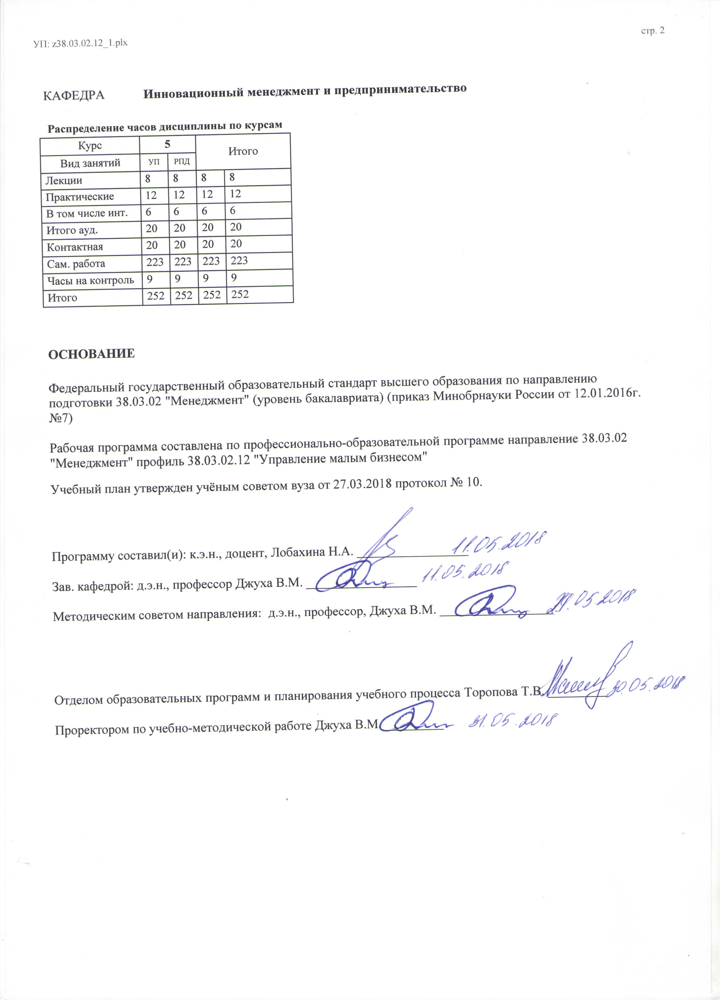 стр. 2
УП: z38.03.02.12_1.plx
КАФЕДРА Инновационный менеджмент и предпринимательство
Распределение часов дисциплины по курсам
Курс 5 Итого
Вид занятий УП РПД
Лекции 8 8 8 8
Практические 12 12 12 12
В том числе инт. 6 6 6 6
Итого ауд. 20 20 20 20
Контактная 20 20 20 20
Сам. работа 223 223 223 223
Часы на контроль 9 9 9 9
Итого 252 252 252 252
ОСНОВАНИЕ
Федеральный государственный образовательный стандарт высшего образования по направлению
подготовки 38.03.02 "Менеджмент" (уровень бакалавриата) (приказ Минобрнауки России от 12.01.2016г.
№7)
Рабочая программа составлена по профессионально-образовательной программе направление 38.03.02
"Менеджмент" профиль 38.03.02.12 "Управление малым бизнесом"
Учебный план утвержден учёным советом вуза от 27.03.2018 протокол № 10.
Программу составил(и): к.э.н., доцент, Лобахина Н.А. 11.05.2018
Зав. кафедрой: д.э.н., профессор Джуха В.М. 11.05.2018
Методическим советом направления: д.э.н., профессор, Джуха В.М. 29.05.2018
Отделом образовательных программ и планирования учебного процесса Торопова Т.В. 30.05.2018
Проректором по учебно-методической работе Джуха В.М. 31.05.2018